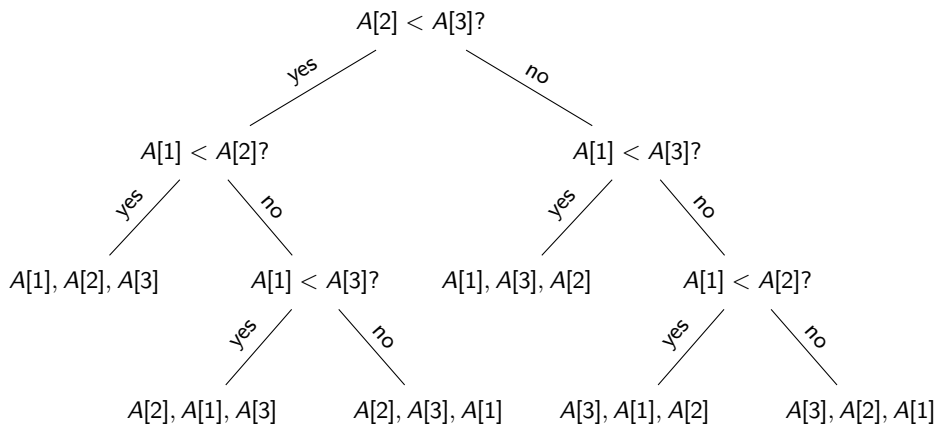 A[2] < A[3]?
yes
no
A[1] < A[2]?
A[1] < A[3]?
yes
no
yes
no
A[1], A[2], A[3]
A[1] < A[3]?
A[1], A[3], A[2]
A[1] < A[2]?
yes
no
yes
no
A[2], A[1], A[3]
A[2], A[3], A[1]
A[3], A[1], A[2]
A[3], A[2], A[1]